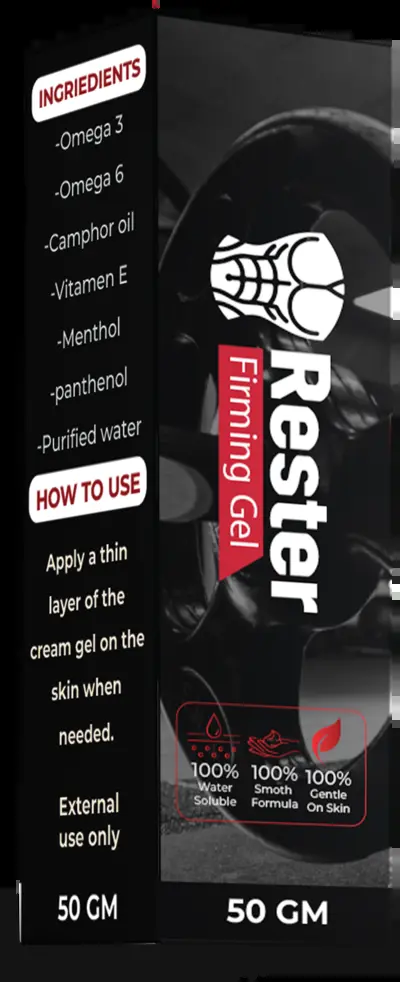 INGRIEDIENTS
-Omega 3
-Omega 6
-Camphor oil
-Vitamen E
-Menthol
-panthenol
-Purified water
HOW TO USE
Apply a thin
layer of the
cream gel on the
skin when
needed.
External
use only
50 GM
Rester
Firming Gel
100%
Water
Soluble
100%
Smoth
Formula
100%
Gentle
On Skin
50 GM